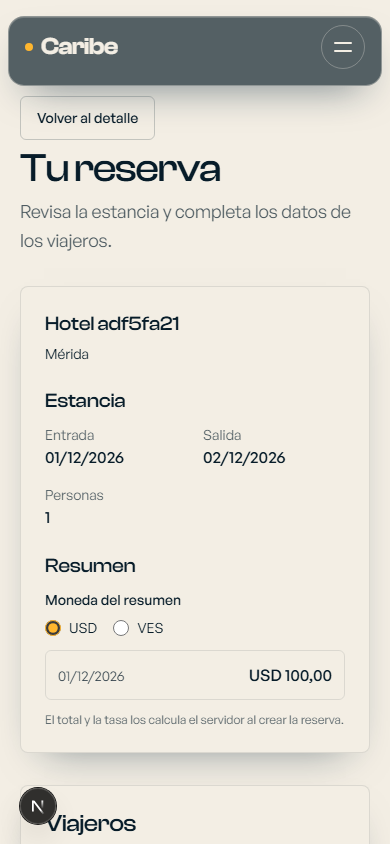 Caribe
Volver al detalle
Tu reserva
Revisa la estancia y completa los datos de
los viajeros.
Hotel adf5fa21
Mérida
Estancia
Entrada
Salida
01/12/2026
02/12/2026
Personas
1
Resumen
Moneda del resumen
USD
VES
01/12/2026
USD 100,00
El total y la tasa los calcula el servidor al crear la reserva.
N
Viajeros